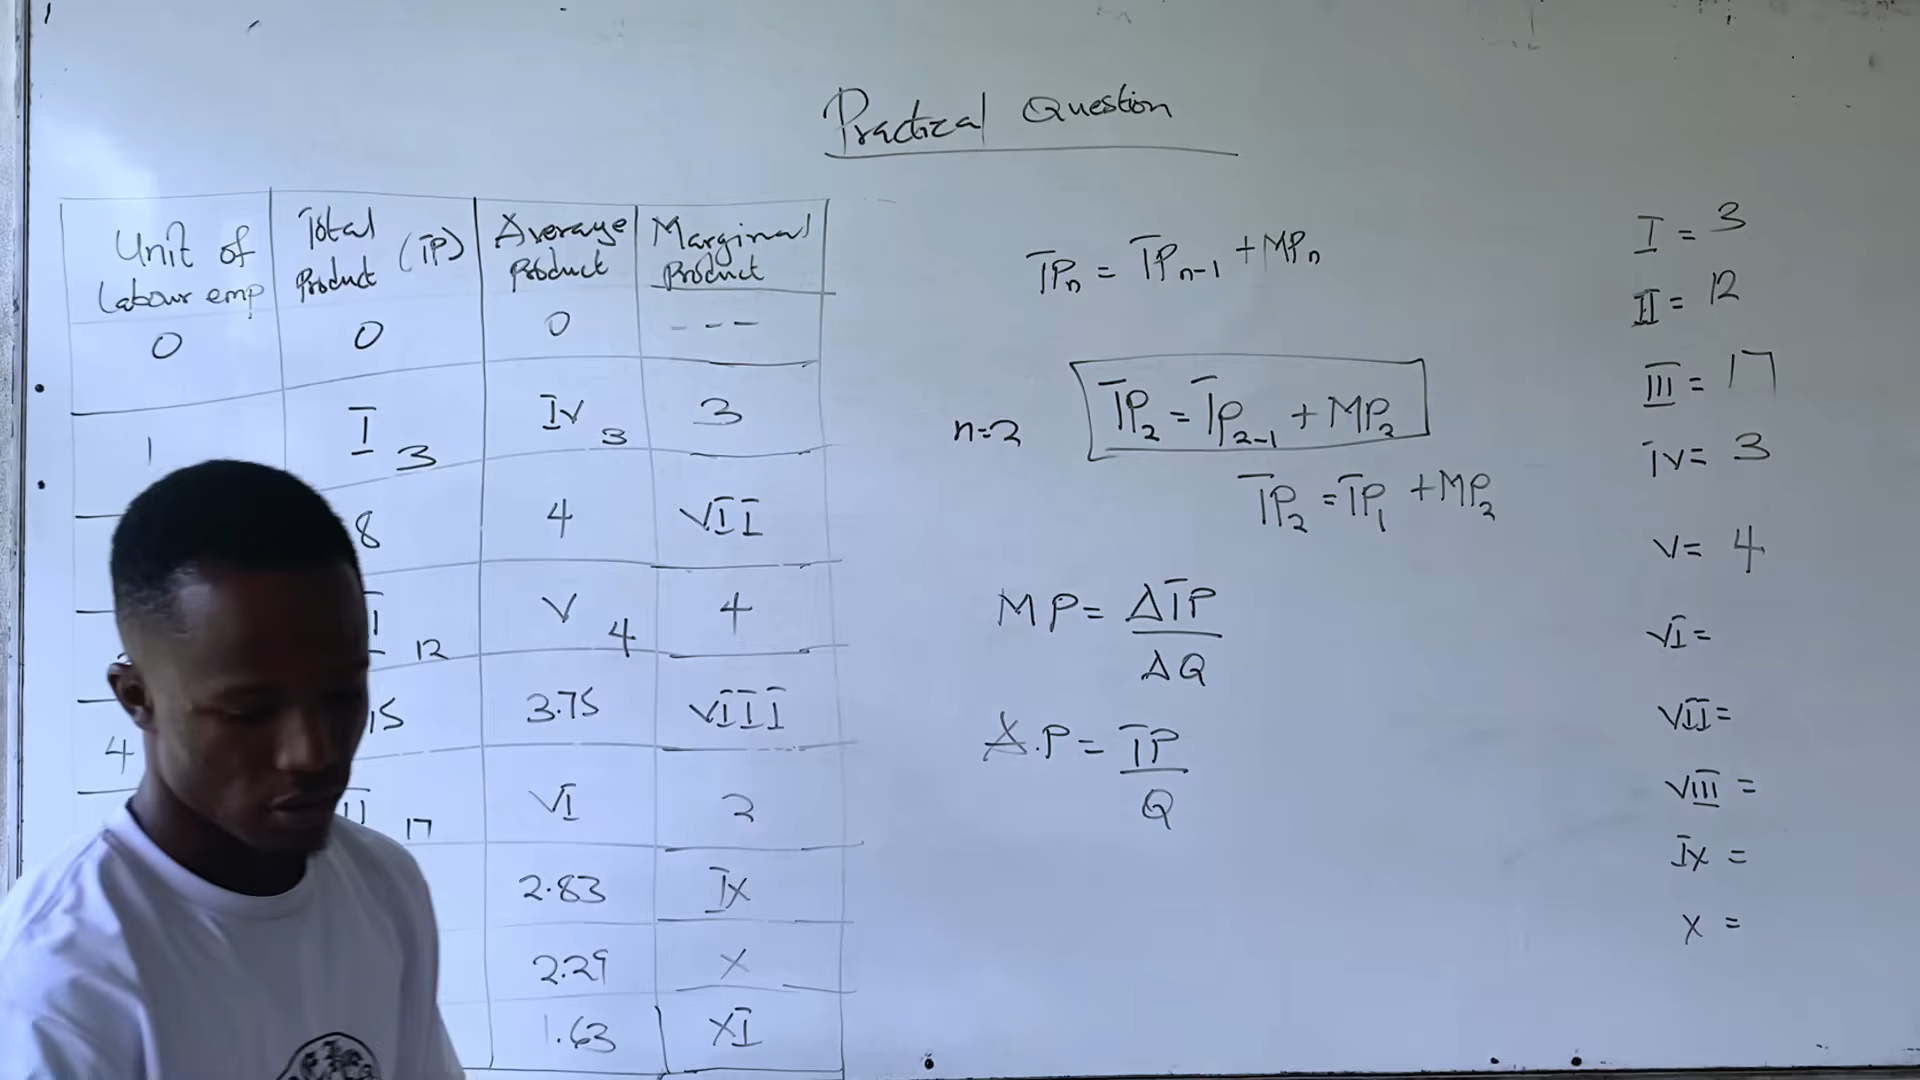 Practical Question
Unit of Labour emp | Total Product (TP) | Average Product | Marginal Product
0 | 0 | 0 | ---
1 | I 3 | IV 3 | 3
8 | 4 | VII
12 | V 4 | 4
4 | 15 | 3.75 | VIII
17 | VI | 2
2.83 | IX
2.29 | X
1.63 | XI
TPn = TPn-1 + MPn
n=2
TP2 = TP2-1 + MP2
TP2 = TP1 + MP2
MP = ΔTP
ΔQ
A.P = TP
Q
I = 3
II = 12
III = 17
IV = 3
V = 4
VI =
VII =
VIII =
IX =
X =